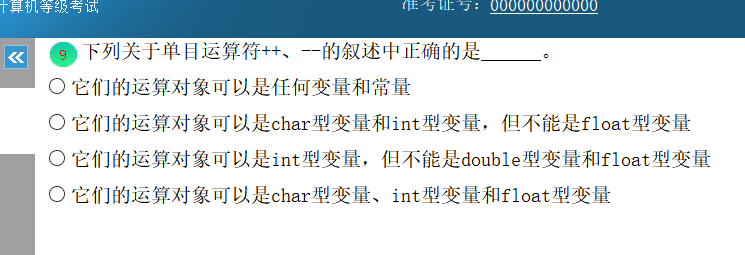 计算机等级考试
准考证号：000000000000
9 下列关于单目运算符++、--的叙述中正确的是______。
它们的运算对象可以是任何变量和常量
它们的运算对象可以是char型变量和int型变量，但不能是float型变量
它们的运算对象可以是int型变量，但不能是double型变量和float型变量
它们的运算对象可以是char型变量、int型变量和float型变量